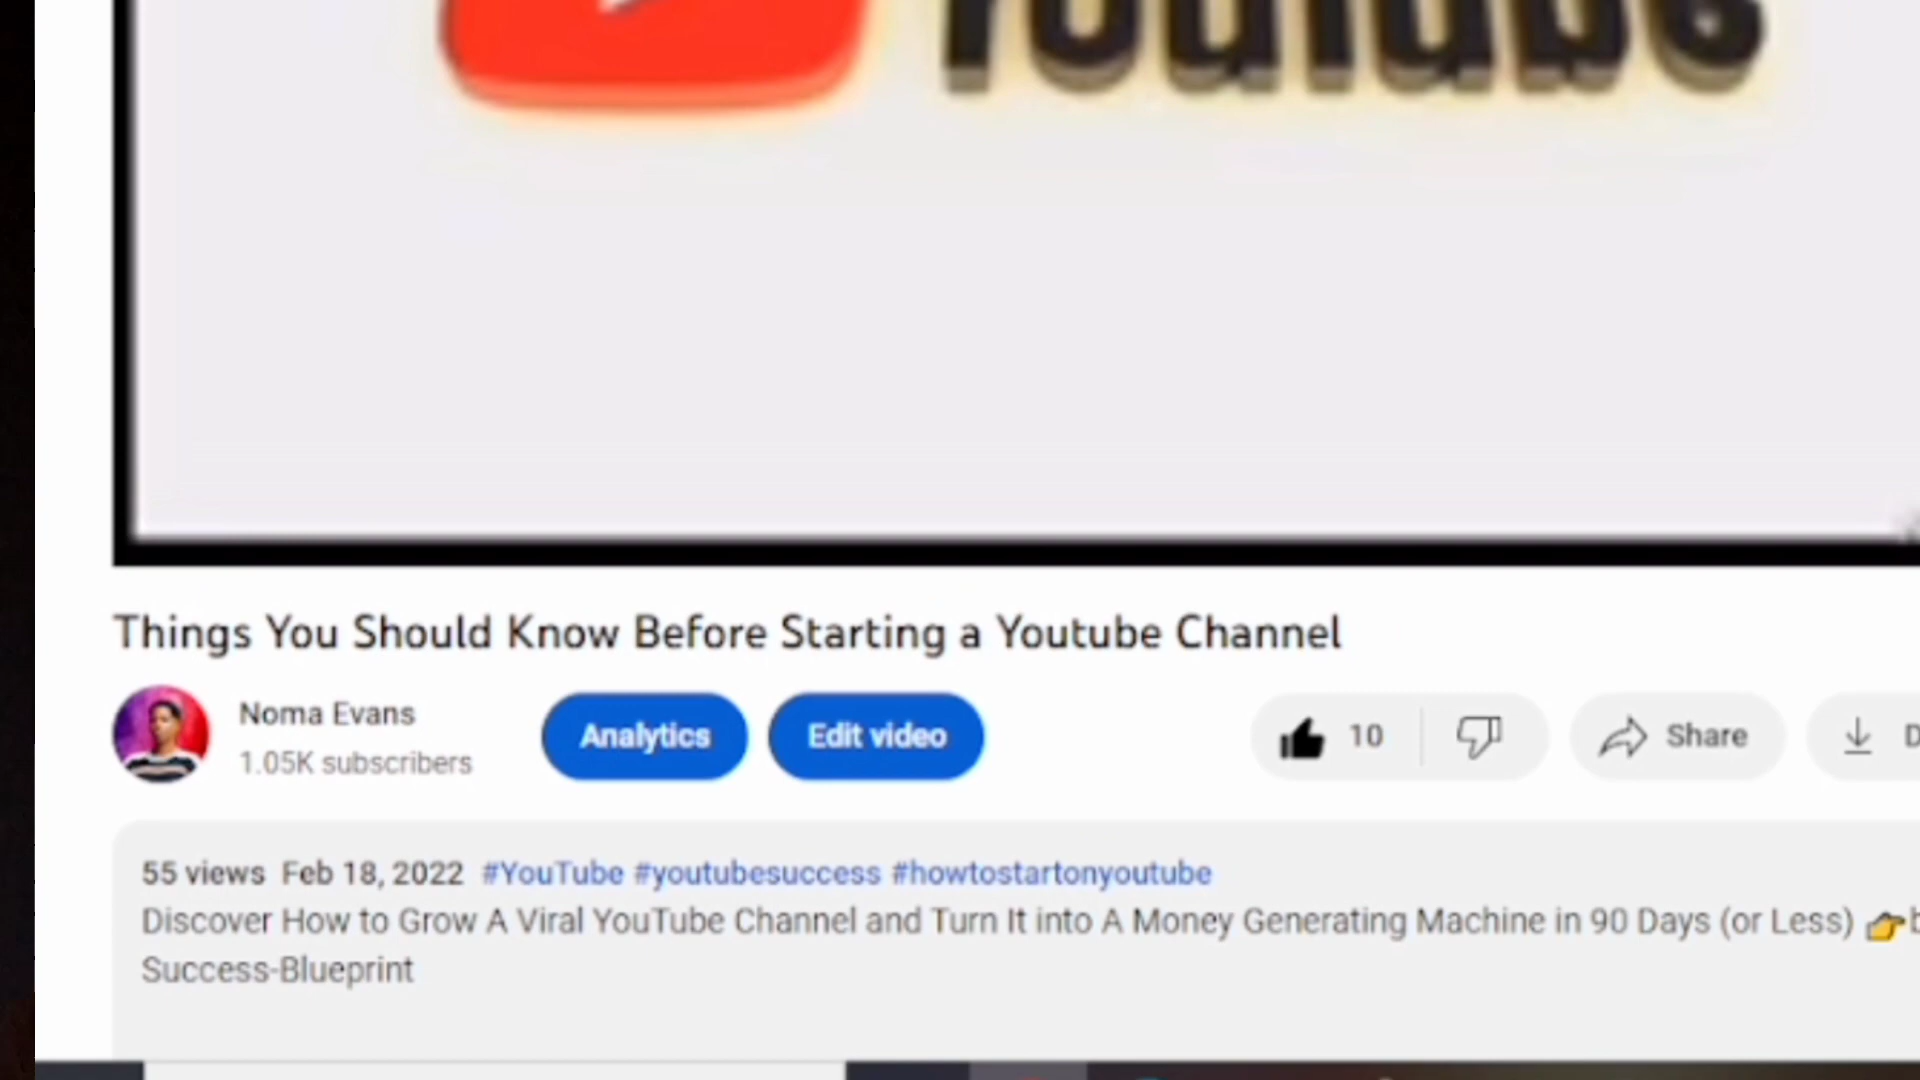 YouTube
Things You Should Know Before Starting a Youtube Channel
Noma Evans
1.05K subscribers
Analytics
Edit video
10
Share
55 views Feb 18, 2022 #YouTube #youtubesuccess #howtostartonyoutube
Discover How to Grow A Viral YouTube Channel and Turn It into A Money Generating Machine in 90 Days (or Less) 👉
Success-Blueprint